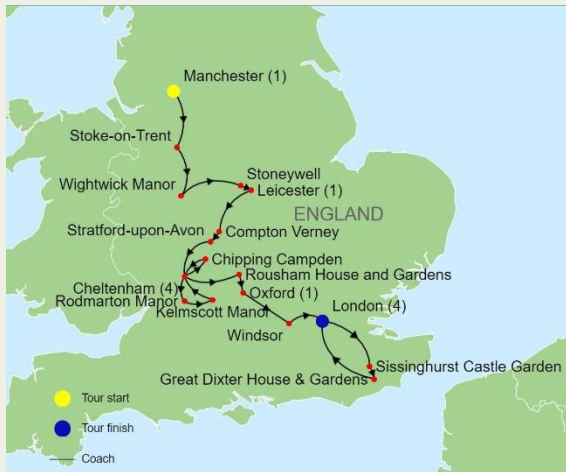 Manchester (1)
Stoke-on-Trent
Stoneywell
Wightwick Manor
Leicester (1)
ENGLAND
Stratford-upon-Avon
Compton Verney
Chipping Campden
Rousham House and Gardens
Cheltenham (4)
Oxford (1)
London (4)
Rodmarton Manor
Kelmscott Manor
Windsor
Sissinghurst Castle Garden
Great Dixter House & Gardens
Tour start
Tour finish
Coach